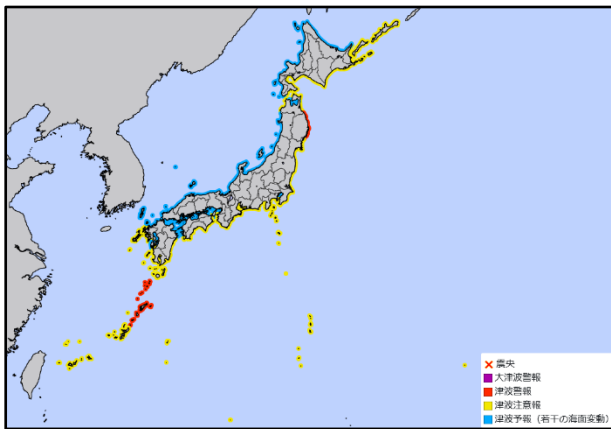 震央
大津波警報
津波警報
津波注意報
津波予報（若干の海面変動）